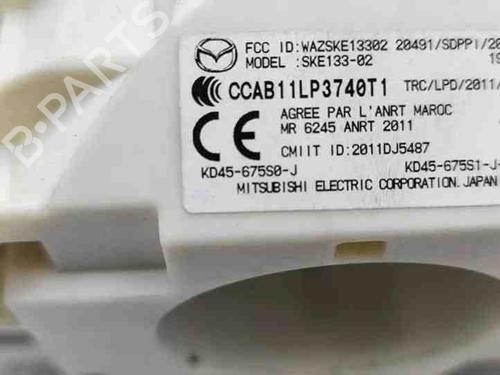 FCC ID:WAZSKE13302 20491/SDPPI/20
MODEL :SKE133-02 19
CCAB11LP3740T1 TRC/LPD/2011/
AGREE PAR L'ANRT MAROC
MR 6245 ANRT 2011
CE
CMIIT ID:2011DJ5487
KD45-675S0-J KD45-675S1-J-
MITSUBISHI ELECTRIC CORPORATION.JAPAN
B-PARTS